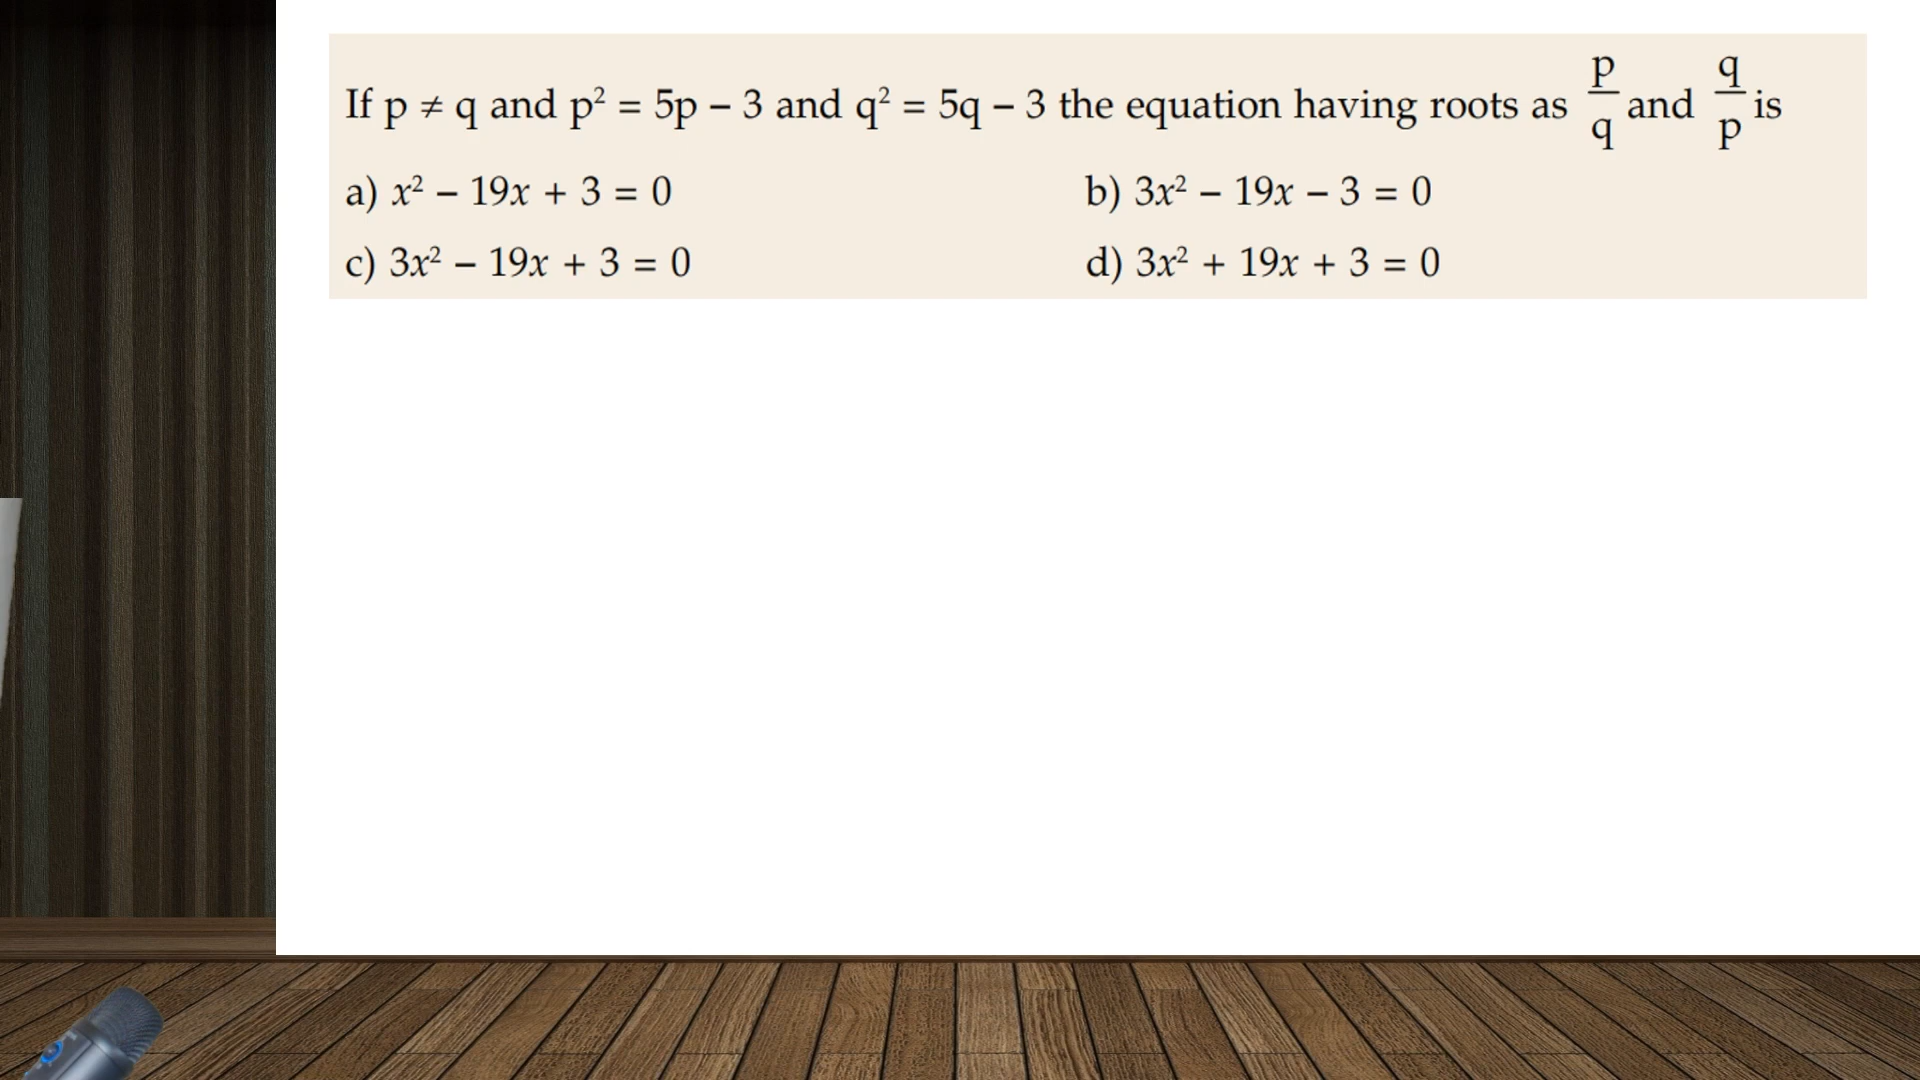 If p ≠ q and p² = 5p – 3 and q² = 5q – 3 the equation having roots as p/q and q/p is
a) x² – 19x + 3 = 0 b) 3x² – 19x – 3 = 0
c) 3x² – 19x + 3 = 0 d) 3x² + 19x + 3 = 0